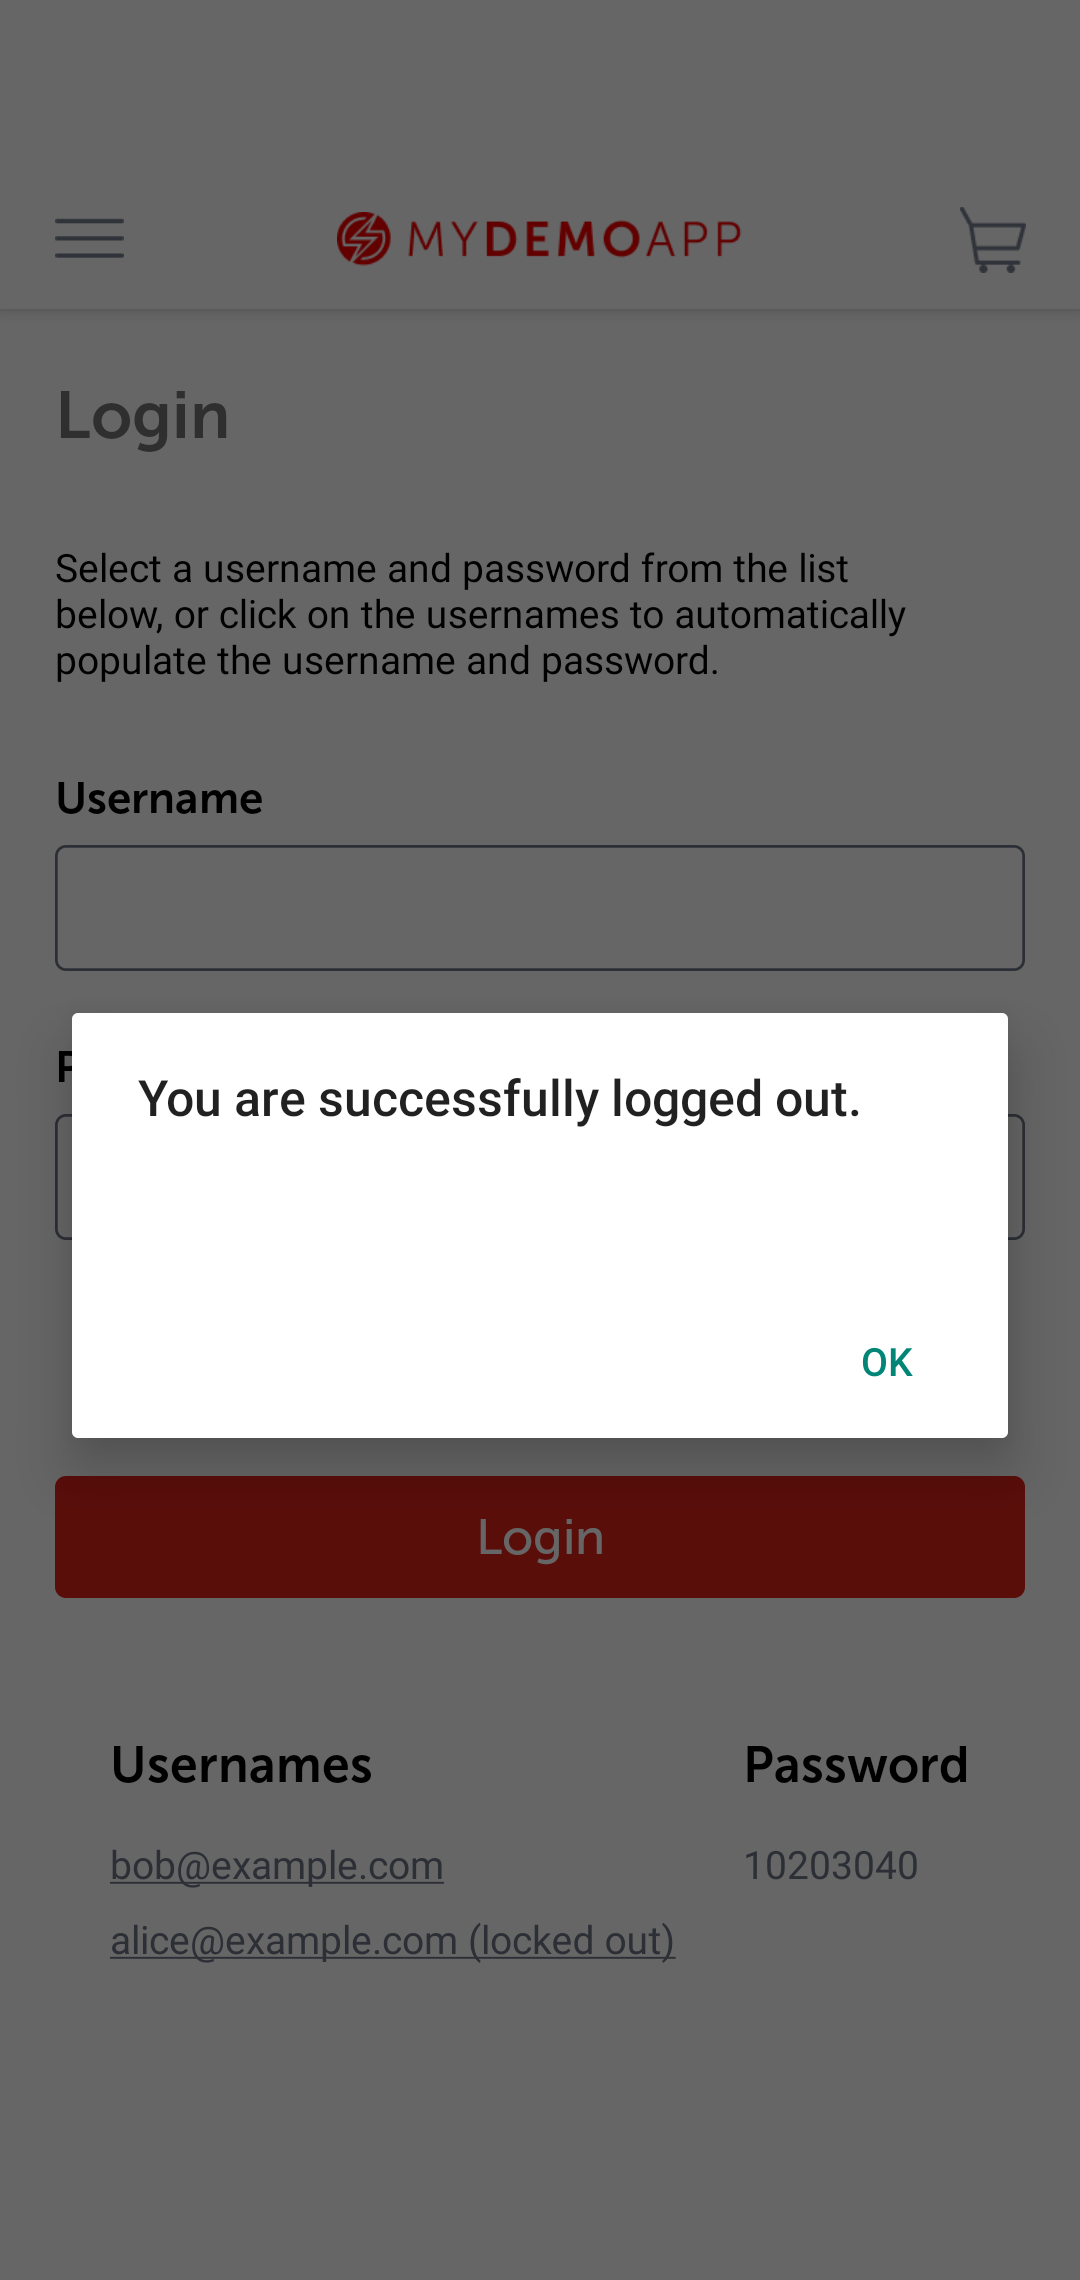 MYDEMOAPP
Login
Select a username and password from the list
below, or click on the usernames to automatically
populate the username and password.
Username
You are successfully logged out.
OK
Login
Usernames Password
bob@example.com 10203040
alice@example.com (locked out)